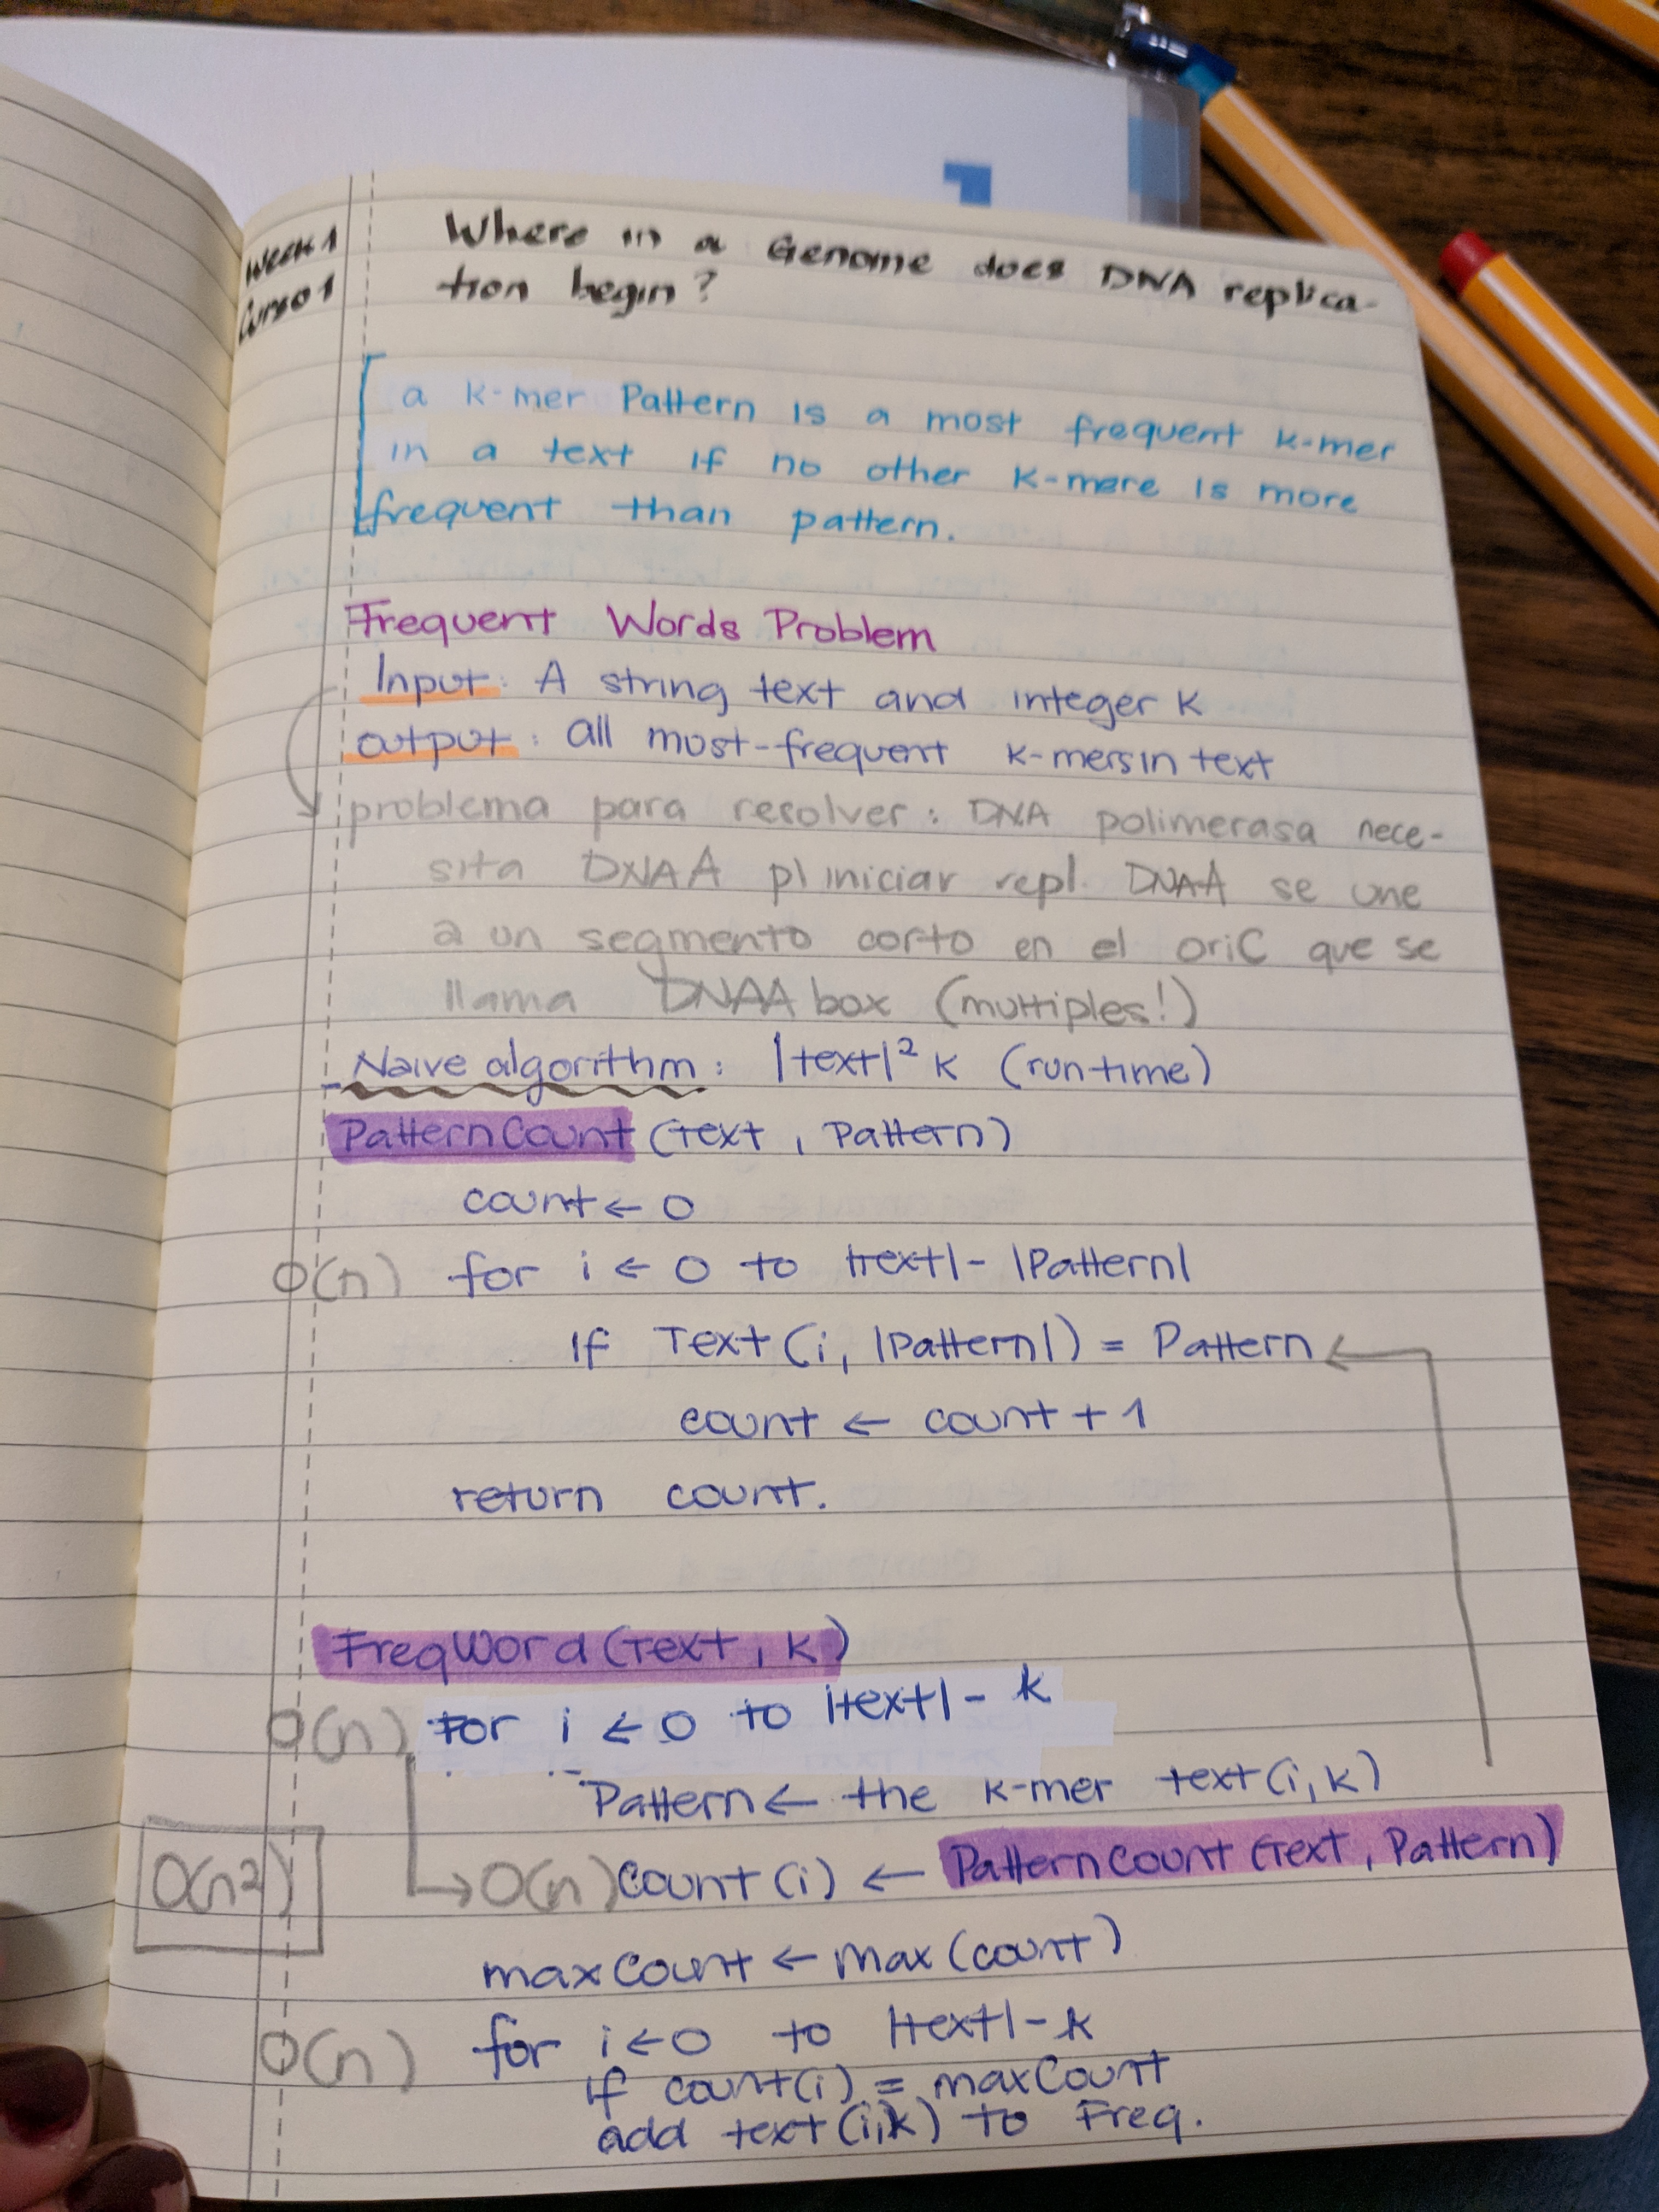 Week 1
Curso 1
Where in a Genome does DNA replica-
tion begin?
a k-mer Pattern is a most frequent k-mer
in a text if no other k-mere is more
frequent than pattern.
Frequent Words Problem
Input: A string text and integer k
output: all most-frequent k-mers in text
problema para resolver: DNA polimerasa nece-
sita DNAA p/ iniciar repl. DNAA se une
a un segmento corto en el oriC que se
llama DNAA box (multiples!)
Naive algorithm: |text|² k (runtime)
PatternCount (Text, Pattern)
count ← 0
O(n) for i ← 0 to |text| - |Pattern|
If Text (i, |Pattern|) = Pattern
count ← count + 1
return count.
FreqWord (Text, k)
O(n) For i ← 0 to |text| - k
Pattern ← the k-mer text (i, k)
O(n2) → O(n) Count (i) ← PatternCount (Text, Pattern)
maxCount ← Max (count)
O(n) for i ← 0 to |text| - k
if count(i) = maxCount
add text (i,k) to Freq.